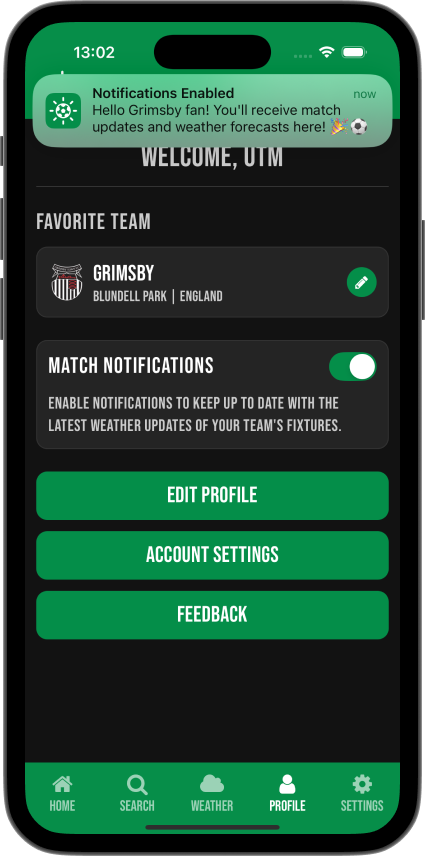 13:02
Notifications Enabled
now
Hello Grimsby fan! You'll receive match
updates and weather forecasts here! 🎉⚽
WELCOME, UTM
FAVORITE TEAM
GRIMSBY
BLUNDELL PARK | ENGLAND
MATCH NOTIFICATIONS
ENABLE NOTIFICATIONS TO KEEP UP TO DATE WITH THE
LATEST WEATHER UPDATES OF YOUR TEAM'S FIXTURES.
EDIT PROFILE
ACCOUNT SETTINGS
FEEDBACK
HOME SEARCH WEATHER PROFILE SETTINGS